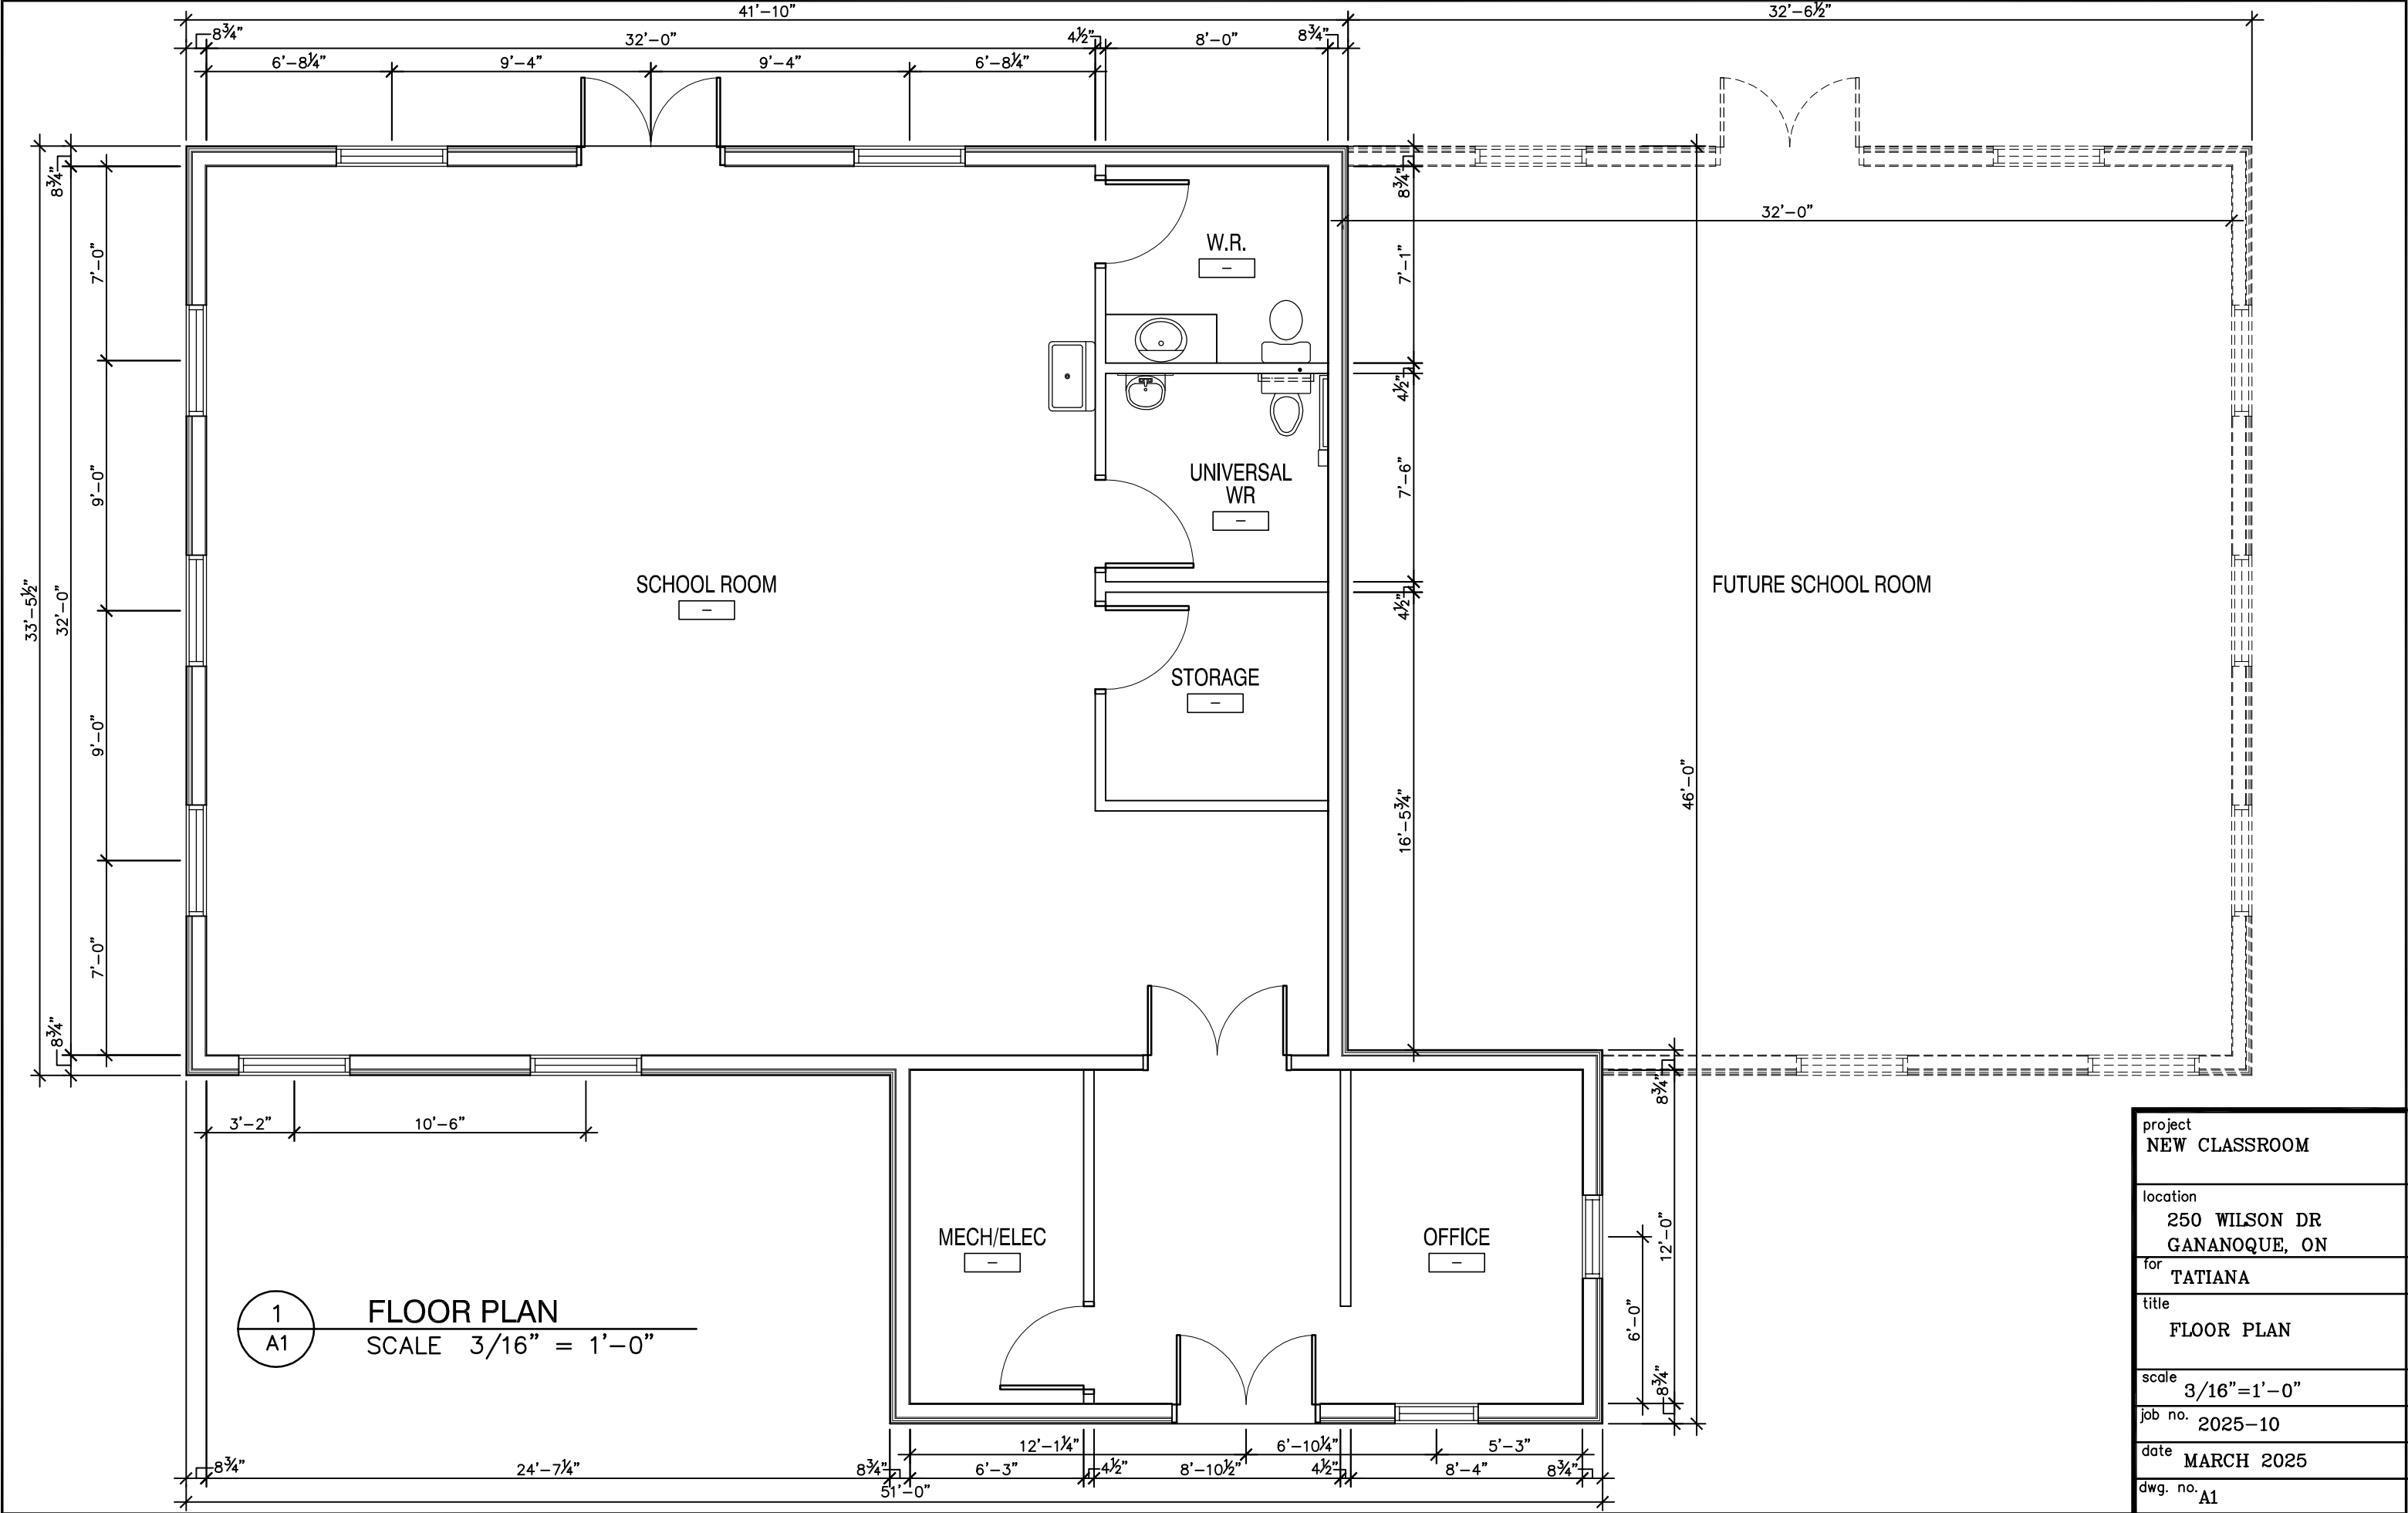 41'-10"
32'-6½"
8¾"
32'-0"
4½"
8'-0"
8¾"
6'-8¼"
9'-4"
9'-4"
6'-8¼"
8¾"
8¾"
32'-0"
7'-0"
W.R.
–
7'-1"
4½"
9'-0"
UNIVERSAL
WR
–
7'-6"
33'-5½"
32'-0"
SCHOOL ROOM
–
4½"
FUTURE SCHOOL ROOM
STORAGE
–
9'-0"
16'-5¾"
46'-0"
7'-0"
8¾"
8¾"
3'-2"
10'-6"
MECH/ELEC
–
OFFICE
–
12'-0"
6'-0"
8¾"
1
A1
FLOOR PLAN
SCALE 3/16" = 1'-0"
12'-1¼"
6'-10¼"
5'-3"
8¾"
24'-7¼"
8¾"
6'-3"
4½"
8'-10½"
4½"
8'-4"
8¾"
51'-0"
project
NEW CLASSROOM
location
250 WILSON DR
GANANOQUE, ON
for TATIANA
title
FLOOR PLAN
scale 3/16"=1'-0"
job no. 2025-10
date MARCH 2025
dwg. no. A1